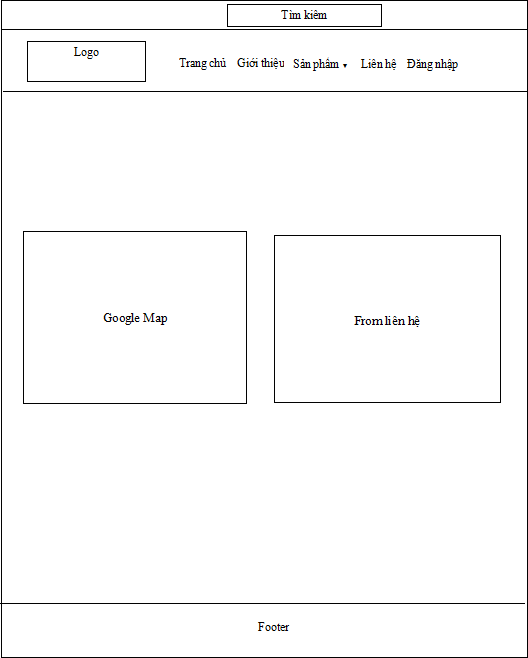 Tìm kiếm
Logo
Trang chủ Giới thiệu Sản phẩm ▼ Liên hệ Đăng nhập
Google Map
From liên hệ
Footer